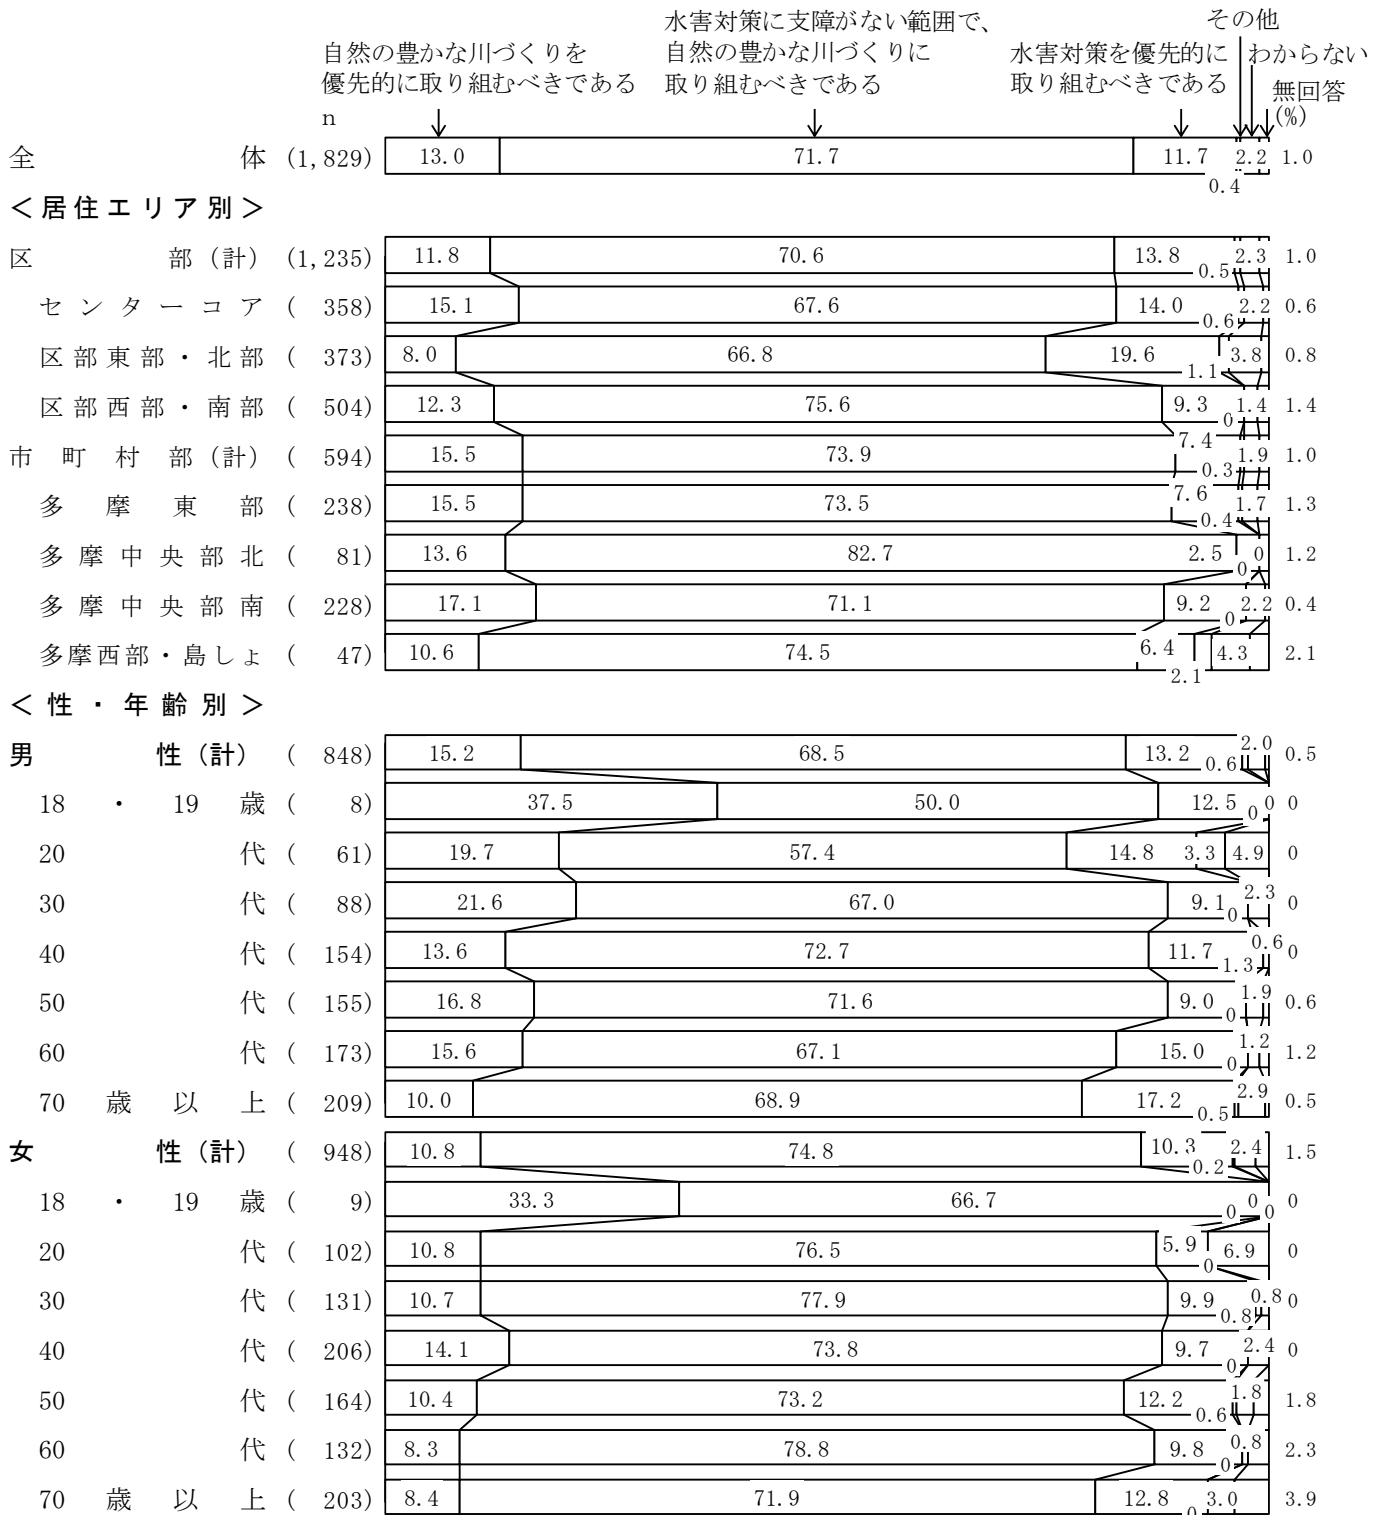 水害対策に支障がない範囲で、 その他
自然の豊かな川づくりを 自然の豊かな川づくりに 水害対策を優先的に わからない
優先的に取り組むべきである 取り組むべきである 取り組むべきである 無回答
n (%)
全体 (1,829) 13.0 71.7 11.7 0.4 2.2 1.0
＜居住エリア別＞
区部(計) (1,235) 11.8 70.6 13.8 0.5 2.3 1.0
センターコア ( 358) 15.1 67.6 14.0 0.6 2.2 0.6
区部東部・北部 ( 373) 8.0 66.8 19.6 1.1 3.8 0.8
区部西部・南部 ( 504) 12.3 75.6 9.3 0 1.4 1.4
市町村部(計) ( 594) 15.5 73.9 7.4 0.3 1.9 1.0
多摩東部 ( 238) 15.5 73.5 7.6 0.4 1.7 1.3
多摩中央部北 ( 81) 13.6 82.7 2.5 0 0 1.2
多摩中央部南 ( 228) 17.1 71.1 9.2 0 2.2 0.4
多摩西部・島しょ ( 47) 10.6 74.5 6.4 2.1 4.3 2.1
＜性・年齢別＞
男性(計) ( 848) 15.2 68.5 13.2 0.6 2.0 0.5
18・19歳 ( 8) 37.5 50.0 12.5 0 0 0
20代 ( 61) 19.7 57.4 14.8 3.3 4.9 0
30代 ( 88) 21.6 67.0 9.1 0 2.3 0
40代 ( 154) 13.6 72.7 11.7 1.3 0.6 0
50代 ( 155) 16.8 71.6 9.0 0 1.9 0.6
60代 ( 173) 15.6 67.1 15.0 0 1.2 1.2
70歳以上 ( 209) 10.0 68.9 17.2 0.5 2.9 0.5
女性(計) ( 948) 10.8 74.8 10.3 0.2 2.4 1.5
18・19歳 ( 9) 33.3 66.7 0 0 0 0
20代 ( 102) 10.8 76.5 5.9 0 6.9 0
30代 ( 131) 10.7 77.9 9.9 0.8 0.8 0
40代 ( 206) 14.1 73.8 9.7 0 2.4 0
50代 ( 164) 10.4 73.2 12.2 0.6 1.8 1.8
60代 ( 132) 8.3 78.8 9.8 0 0.8 2.3
70歳以上 ( 203) 8.4 71.9 12.8 0 3.0 3.9